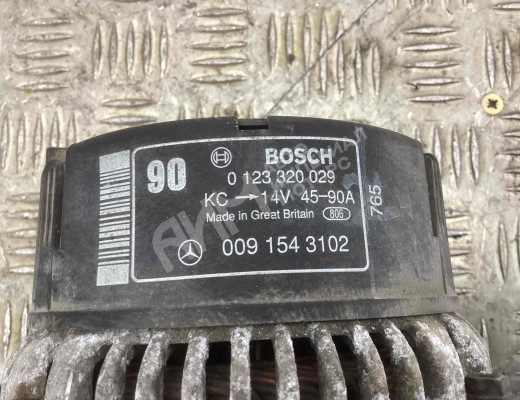 90 BOSCH
0 123 320 029
KC → 14V 45-90A
Made in Great Britain 806
009 154 3102
765